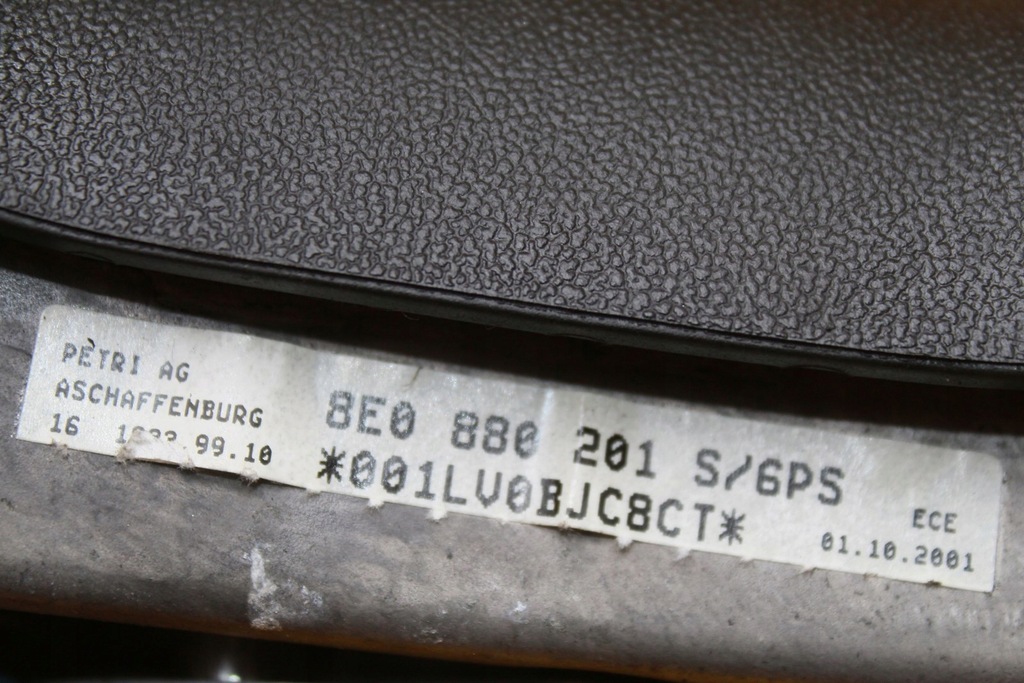 PETRI AG
ASCHAFFENBURG
16 99.10
8E0 880 201 S/6PS
*001LV0BJC8CT*
ECE
01.10.2001